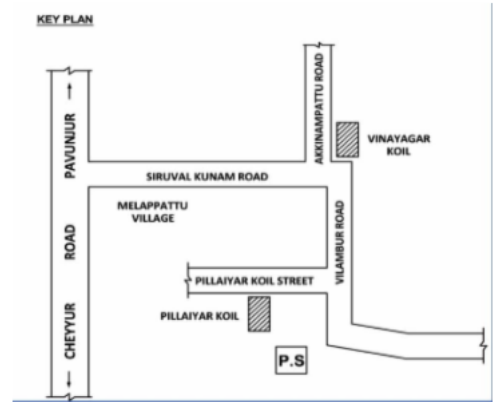 KEY PLAN
PAVUNJUR
ROAD
CHEYYUR
AKKINAMPATTU ROAD
VINAYAGAR
KOIL
SIRUVAL KUNAM ROAD
MELAPPATTU
VILLAGE
VILAMBUR ROAD
PILLAIYAR KOIL STREET
PILLAIYAR KOIL
P.S